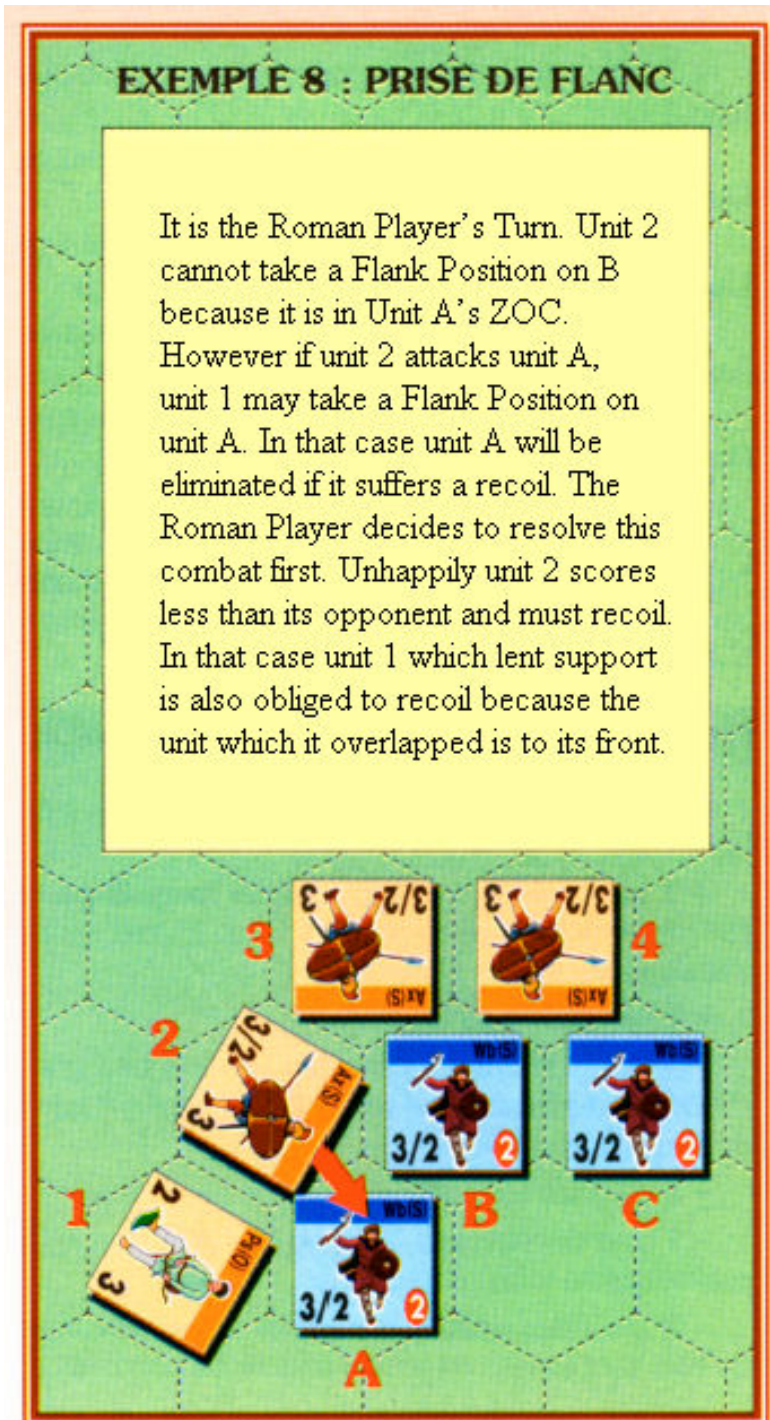 EXEMPLE 8 : PRISE DE FLANC
It is the Roman Player's Turn. Unit 2
cannot take a Flank Position on B
because it is in Unit A's ZOC.
However if unit 2 attacks unit A,
unit 1 may take a Flank Position on
unit A. In that case unit A will be
eliminated if it suffers a recoil. The
Roman Player decides to resolve this
combat first. Unhappily unit 2 scores
less than its opponent and must recoil.
In that case unit 1 which lent support
is also obliged to recoil because the
unit which it overlapped is to its front.
3
3 3/2
Ax(S)
3 3/2
Ax(S)
4
2
3/2 3
Ax(S)
Wb(S)
3/2 2
B
Wb(S)
3/2 2
C
1
2 3
Ps(O)
Wb(S)
3/2 2
A